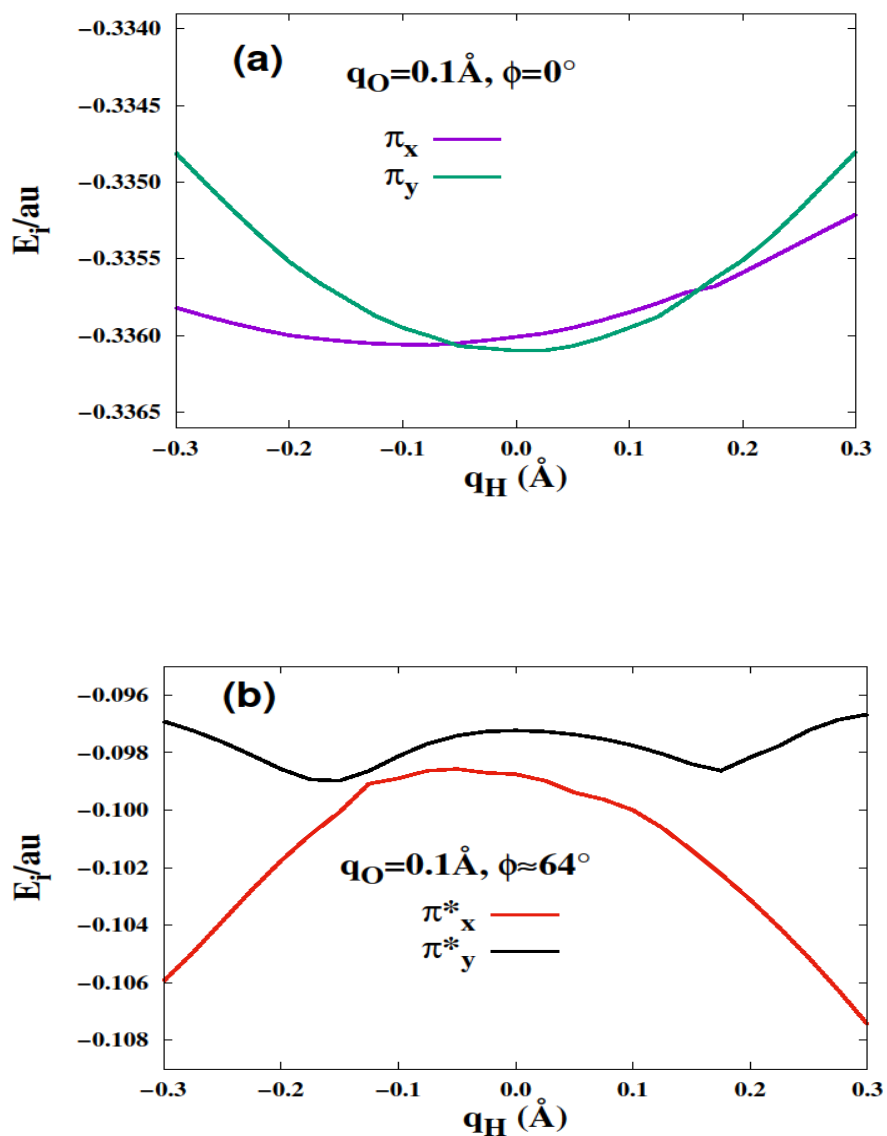 −0.3340
(a)
q_O=0.1Å, ϕ=0°
−0.3345
π_x
π_y
−0.3350
E_i/au
−0.3355
−0.3360
−0.3365
−0.3 −0.2 −0.1 0.0 0.1 0.2 0.3
q_H (Å)
−0.096
(b)
−0.098
−0.100
E_i/au
−0.102
q_O=0.1Å, ϕ≈64°
−0.104
π*_x
π*_y
−0.106
−0.108
−0.3 −0.2 −0.1 0.0 0.1 0.2 0.3
q_H (Å)